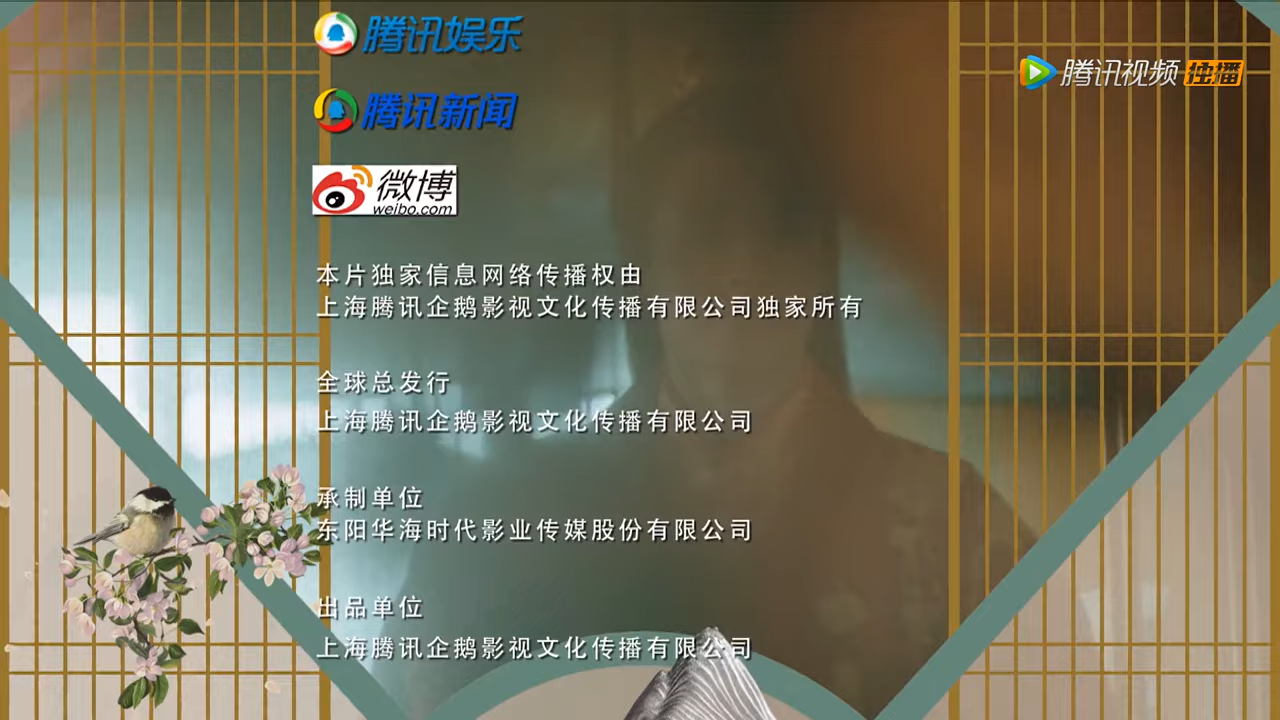 腾讯娱乐
腾讯视频 独播
腾讯新闻
微博
weibo.com
本片独家信息网络传播权由
上海腾讯企鹅影视文化传播有限公司独家所有
全球总发行
上海腾讯企鹅影视文化传播有限公司
承制单位
东阳华海时代影业传媒股份有限公司
出品单位
上海腾讯企鹅影视文化传播有限公司